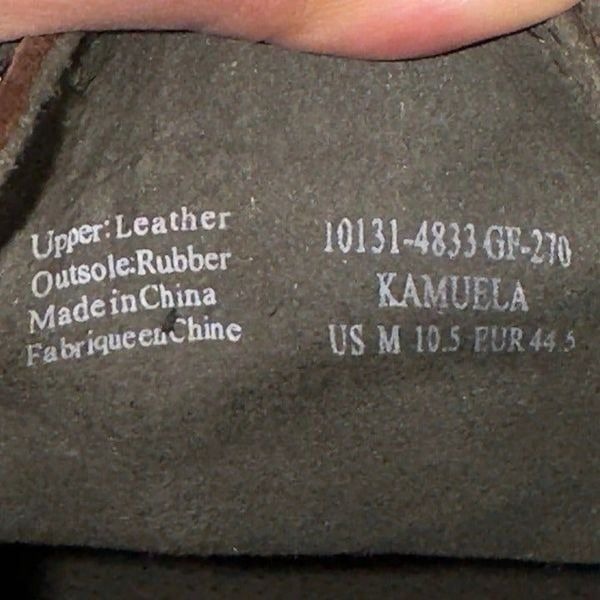 Upper: Leather
Outsole: Rubber
Made in China
Fabrique en Chine
10131-4833 GF-270
KAMUELA
US M 10.5 EUR 44.5